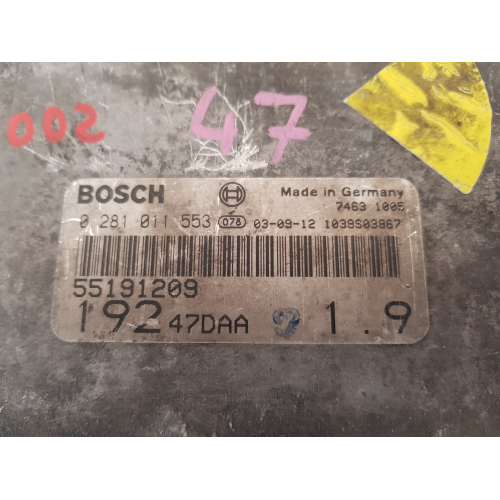 002 47
BOSCH Made in Germany
7463 1005
0 281 011 553 078 03-09-12 1039S03867
55191209
192 47DAA 1.9